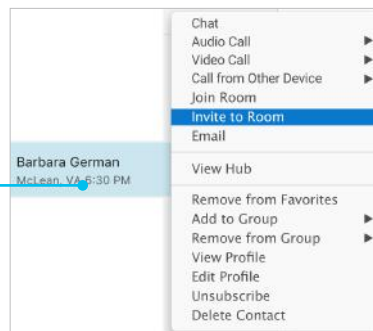 Chat
Audio Call
Video Call
Call from Other Device
Join Room
Invite to Room
Email
View Hub
Remove from Favorites
Add to Group
Remove from Group
View Profile
Edit Profile
Unsubscribe
Delete Contact
Barbara German
McLean, VA 6:30 PM